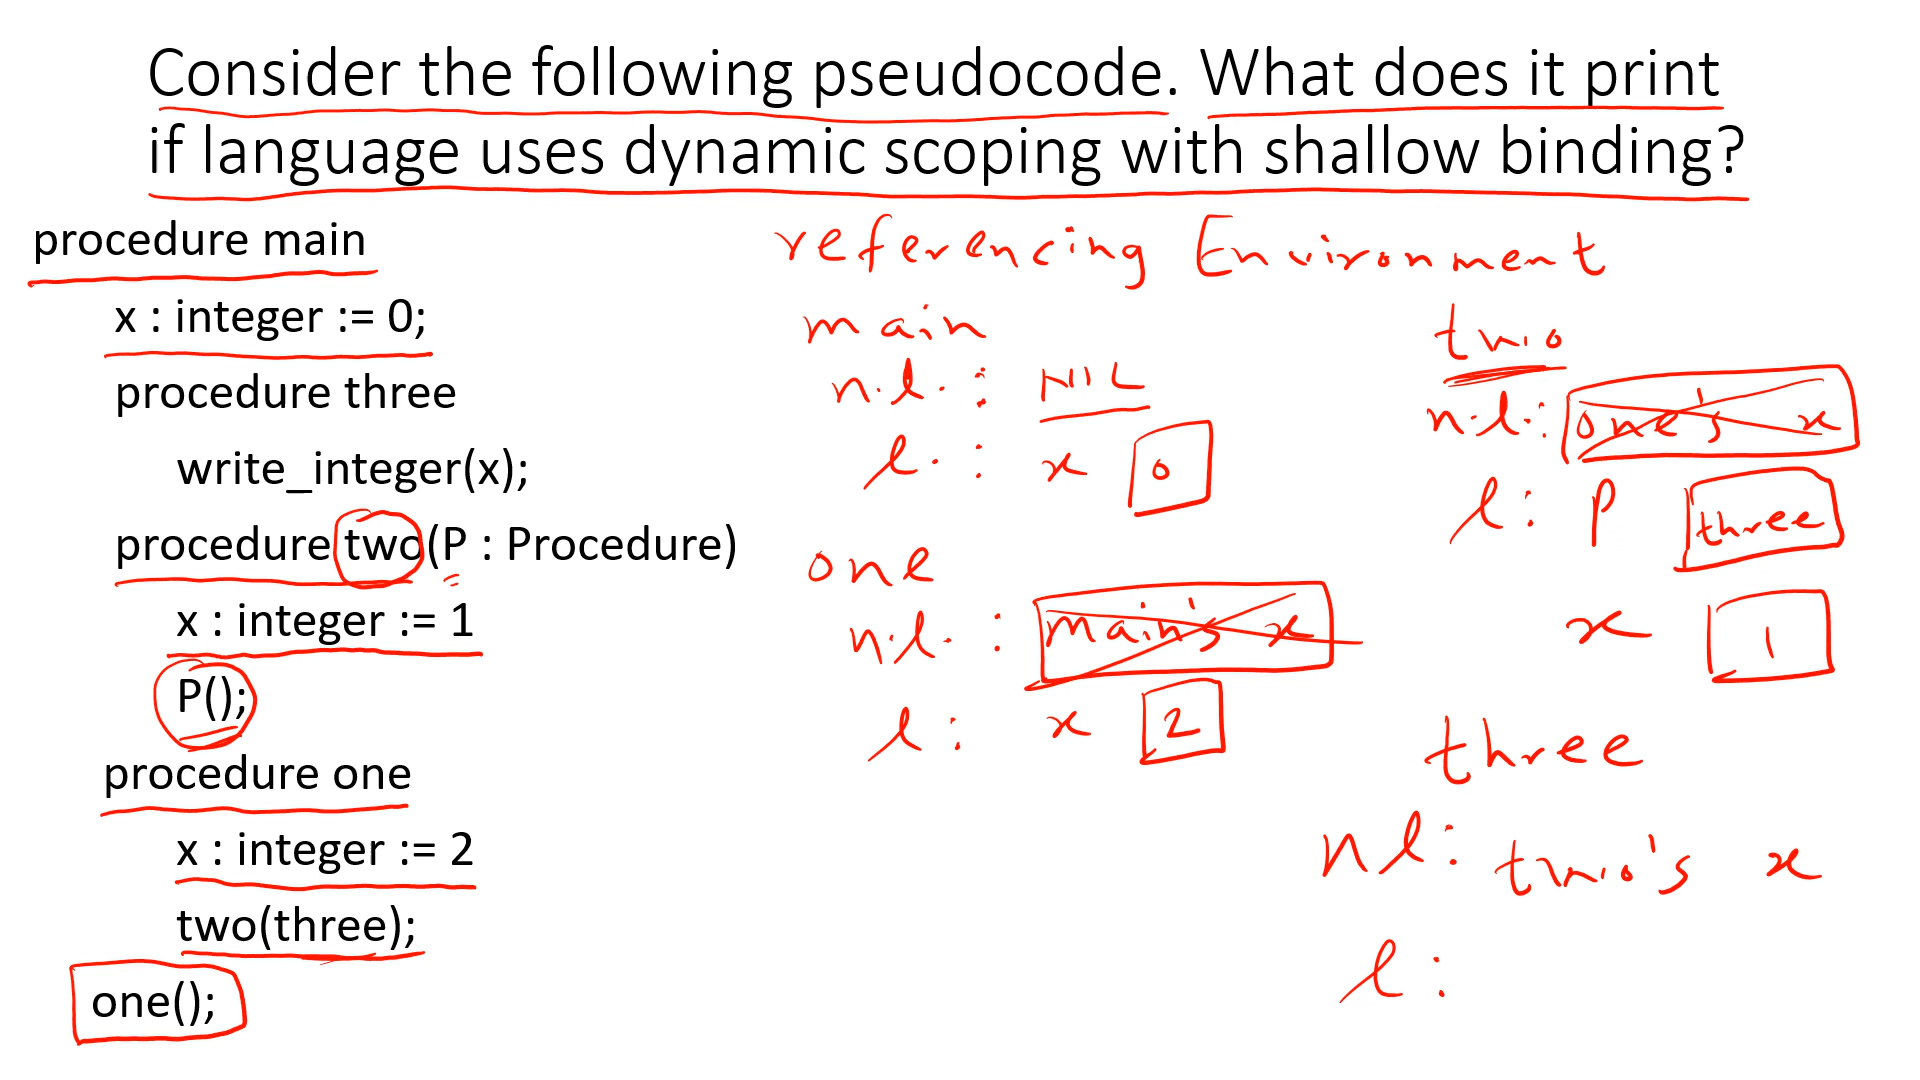 Consider the following pseudocode. What does it print
if language uses dynamic scoping with shallow binding?
procedure main
x : integer := 0;
procedure three
write_integer(x);
procedure two(P : Procedure)
x : integer := 1
P();
procedure one
x : integer := 2
two(three);
one();
referencing Environment
main
n.l. : NIL
l. : x 0
one
n.l. : main's x
l : x 2
two
n.l. : one's x
l : P three
x 1
three
nl : two's x
l :